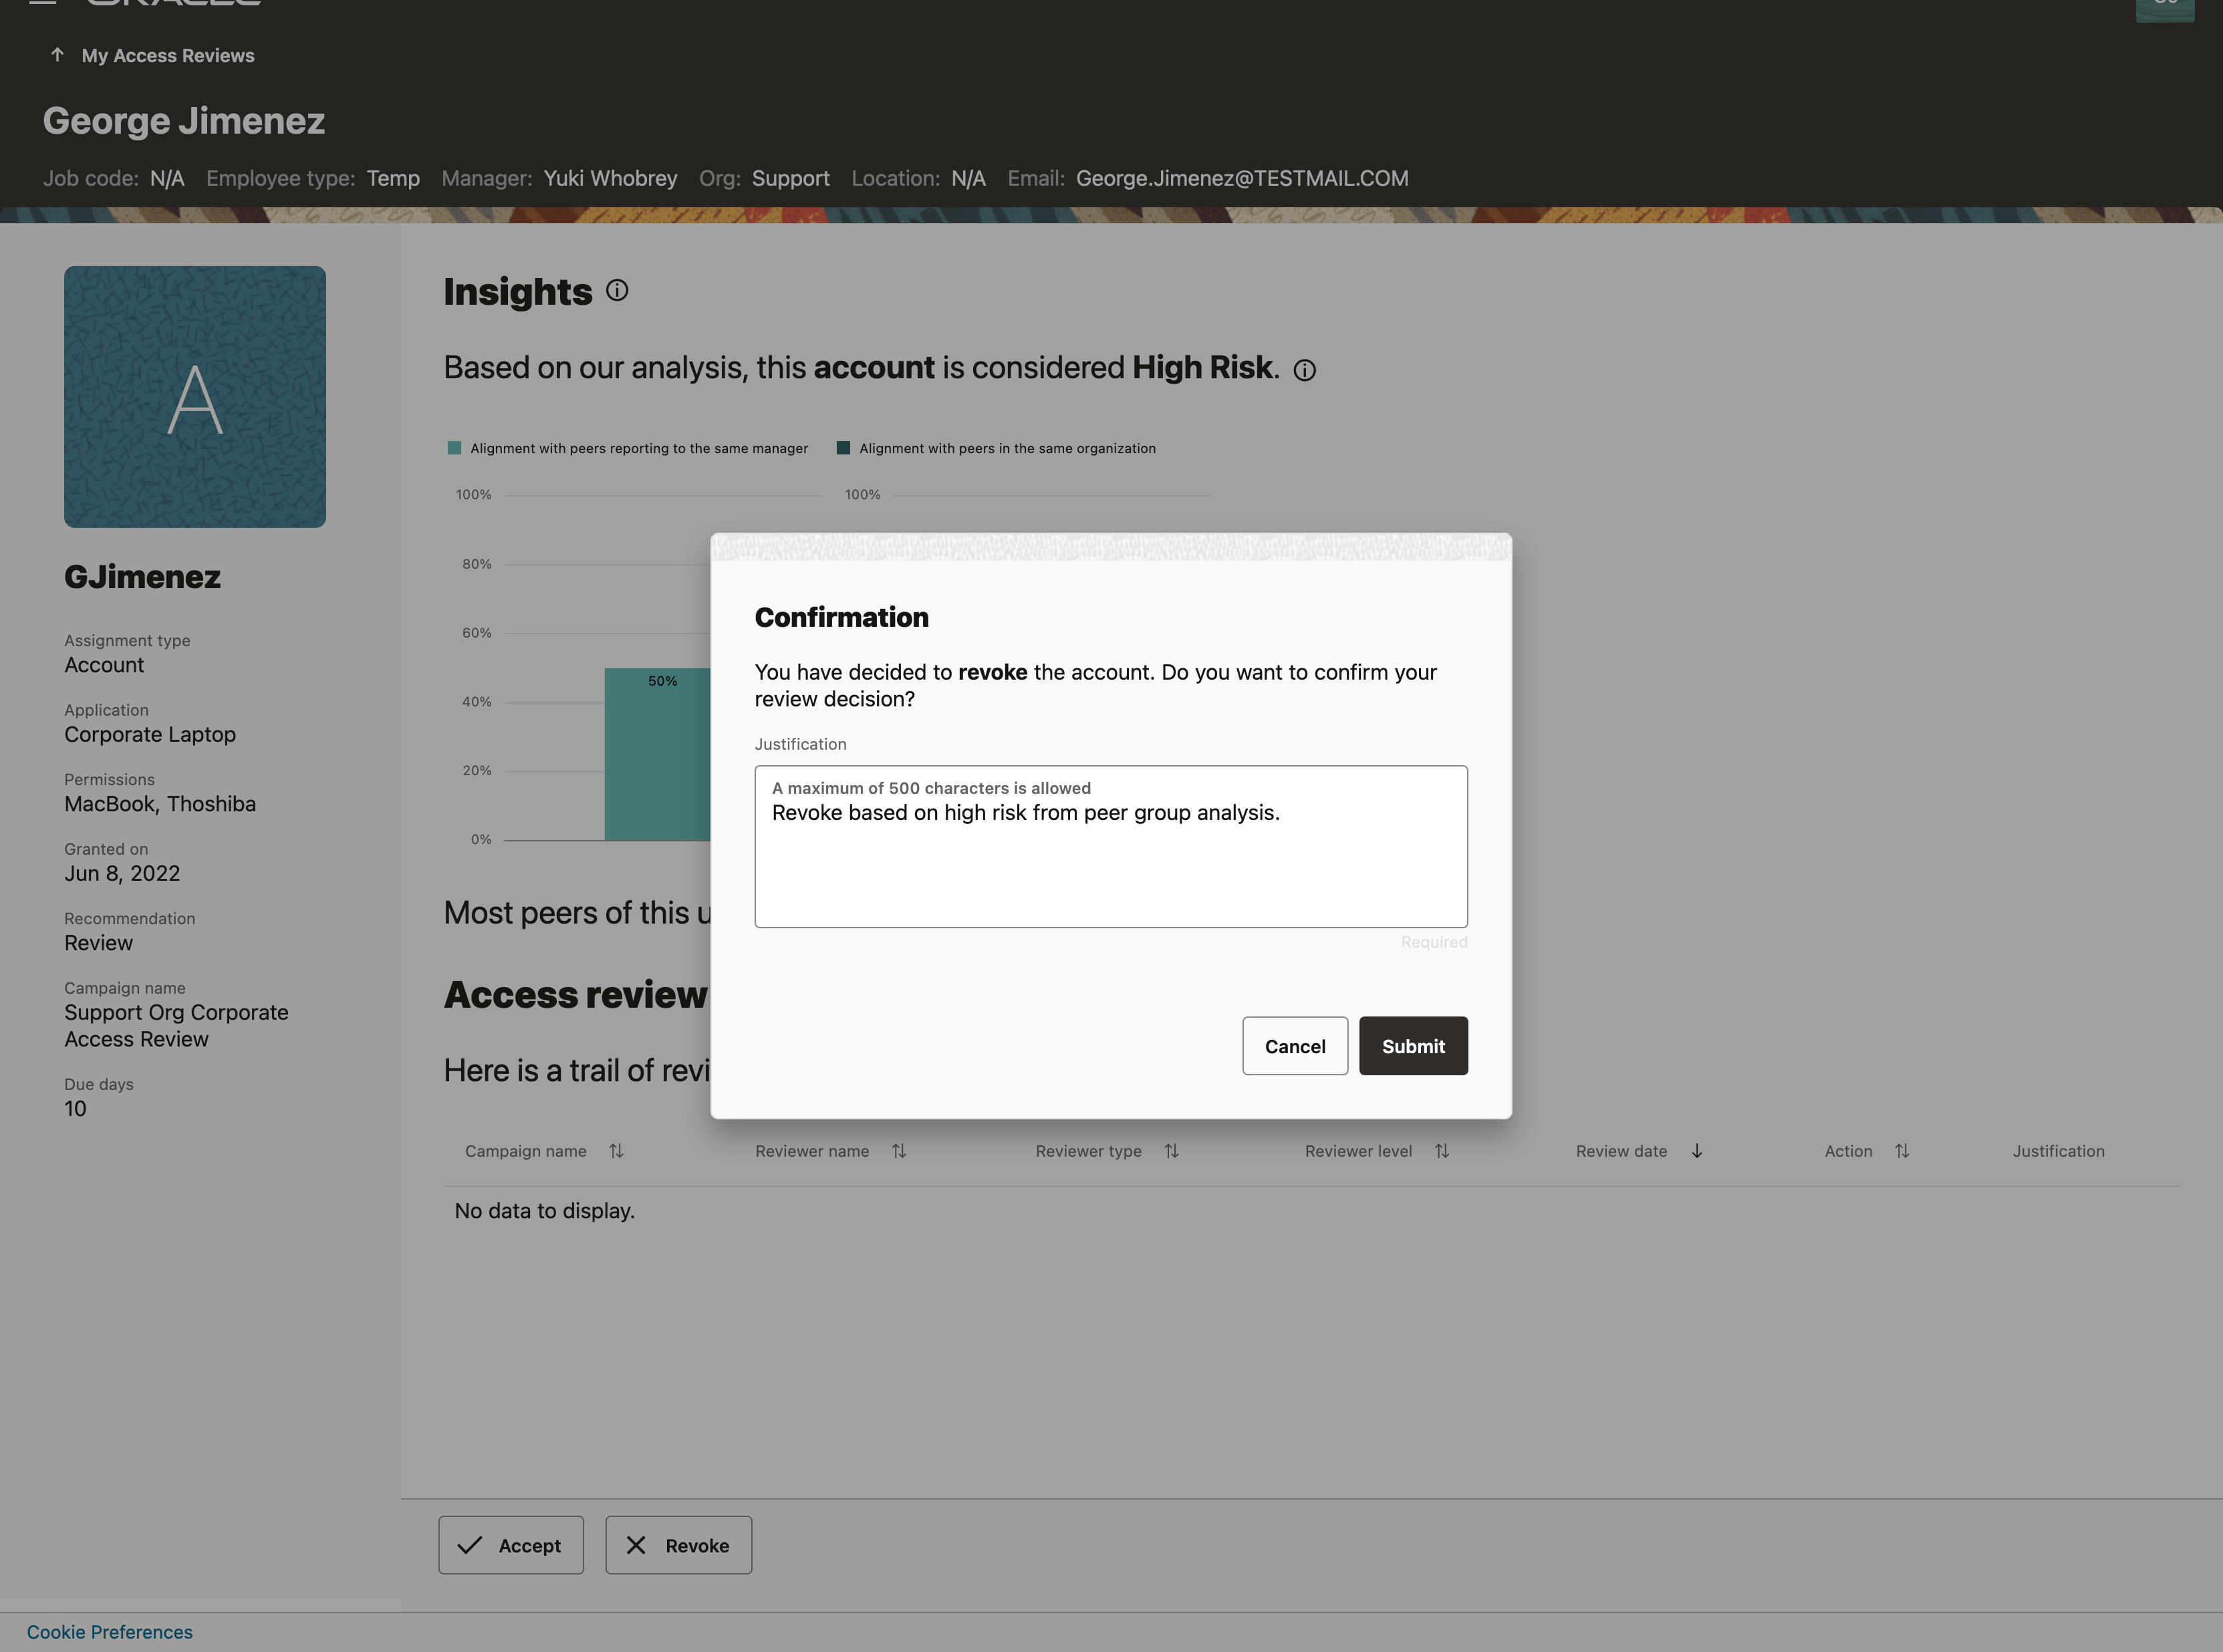 My Access Reviews
George Jimenez
Job code: N/A Employee type: Temp Manager: Yuki Whobrey Org: Support Location: N/A Email: George.Jimenez@TESTMAIL.COM
A
GJimenez
Assignment type
Account
Application
Corporate Laptop
Permissions
MacBook, Thoshiba
Granted on
Jun 8, 2022
Recommendation
Review
Campaign name
Support Org Corporate
Access Review
Due days
10
Insights
Based on our analysis, this account is considered High Risk.
Alignment with peers reporting to the same manager
Alignment with peers in the same organization
100%
80%
60%
40%
20%
0%
50%
100%
Most peers of this
Access review
Here is a trail of
Campaign name Reviewer name Reviewer type Reviewer level Review date Action Justification
No data to display.
Confirmation
You have decided to revoke the account. Do you want to confirm your
review decision?
Justification
A maximum of 500 characters is allowed
Revoke based on high risk from peer group analysis.
Required
Cancel Submit
Accept Revoke
Cookie Preferences